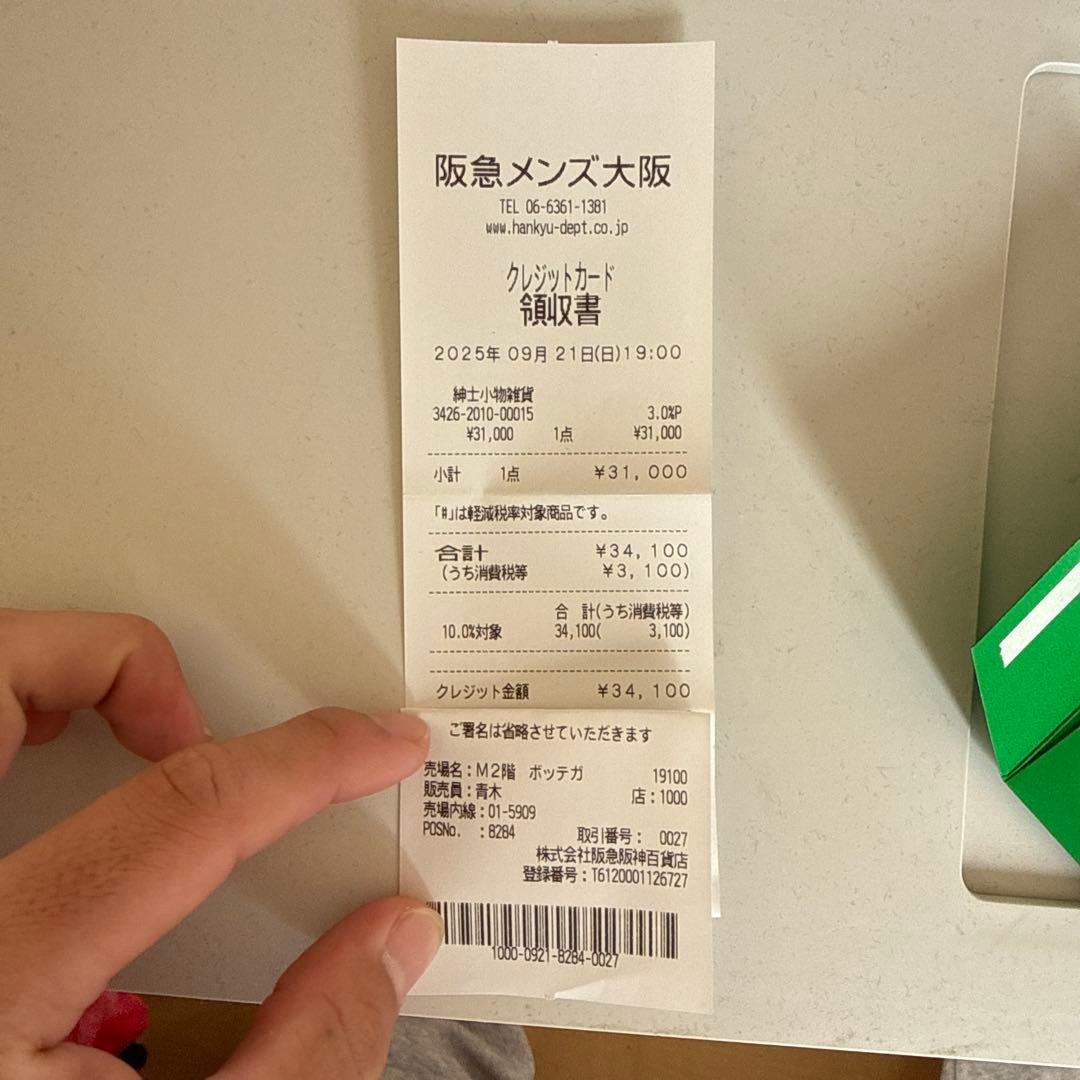 阪急メンズ大阪
TEL 06-6361-1381
www.hankyu-dept.co.jp
クレジットカード
領収書
2025年 09月 21日(日)19:00
紳士小物雑貨
3426-2010-00015 3.0%P
¥31,000 1点 ¥31,000
小計 1点 ¥31,000
「#」は軽減税率対象商品です。
合計 ¥34,100
(うち消費税等 ¥3,100)
合 計(うち消費税等)
10.0%対象 34,100( 3,100)
クレジット金額 ¥34,100
ご署名は省略させていただきます
売場名:M2階 ボッテガ 19100
販売員:青木 店:1000
売場内線:01-5909
POSNo. :8284 取引番号: 0027
株式会社阪急阪神百貨店
登録番号:T6120001126727
1000-0921-8284-0027